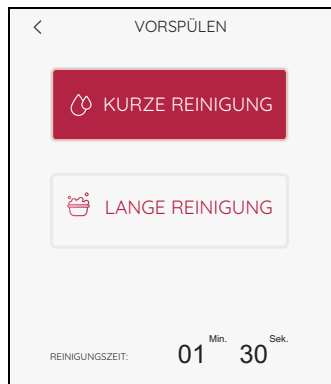 VORSPÜLEN
KURZE REINIGUNG
LANGE REINIGUNG
REINIGUNGSZEIT: 01 Min. 30 Sek.